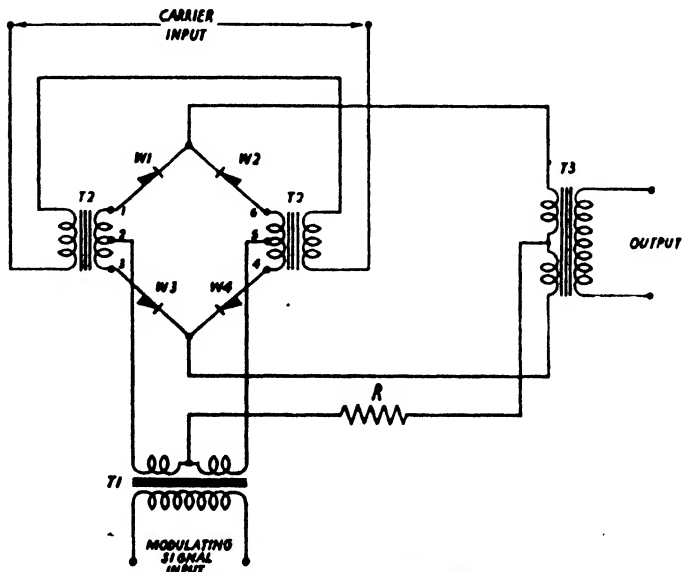 CARRIER
INPUT
W1
W2
T3
T2
T2
1
6
2
5
3
4
OUTPUT
W3
W4
R
T1
MODULATING
SIGNAL
INPUT